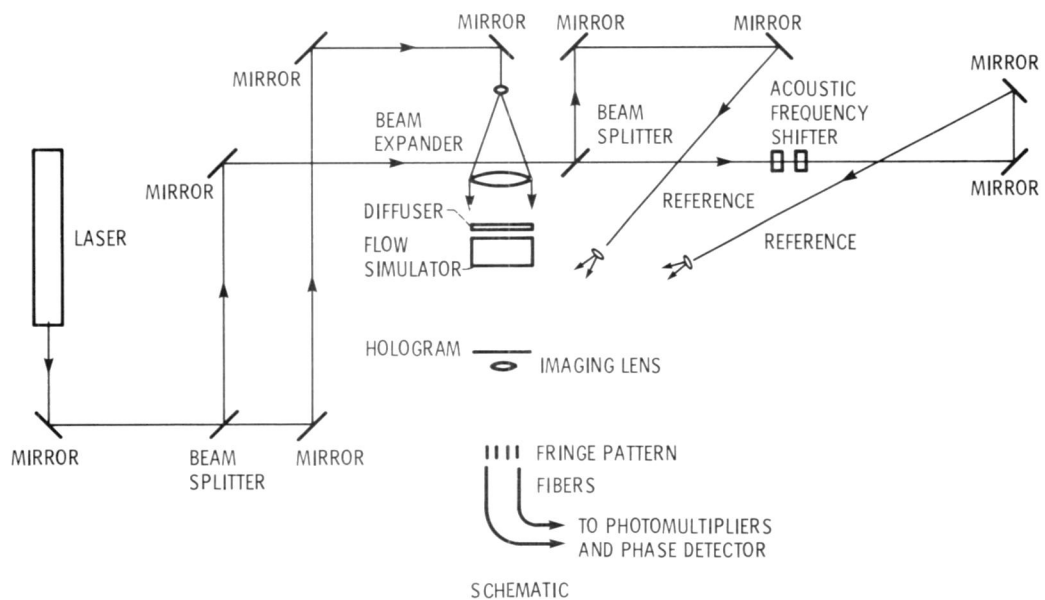 MIRROR
MIRROR
MIRROR
MIRROR
MIRROR
ACOUSTIC
FREQUENCY
SHIFTER
BEAM
EXPANDER
BEAM
SPLITTER
MIRROR
MIRROR
LASER
DIFFUSER
FLOW
SIMULATOR
REFERENCE
REFERENCE
HOLOGRAM
IMAGING LENS
MIRROR
BEAM
SPLITTER
MIRROR
FRINGE PATTERN
FIBERS
TO PHOTOMULTIPLIERS
AND PHASE DETECTOR
SCHEMATIC